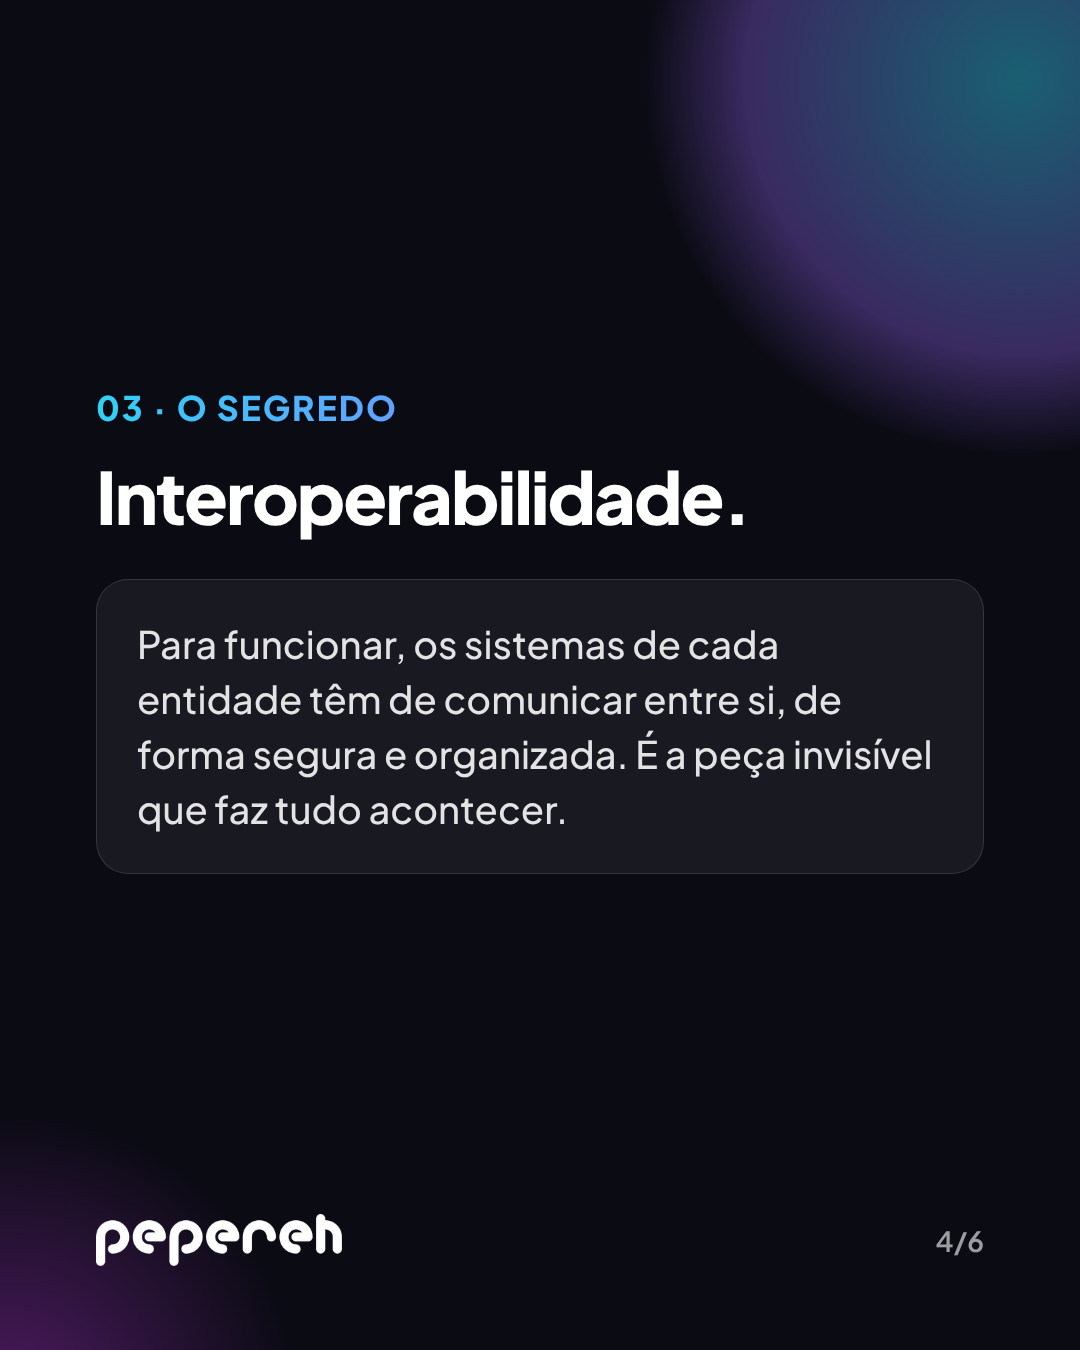 03 · O SEGREDO
Interoperabilidade.
Para funcionar, os sistemas de cada
entidade têm de comunicar entre si, de
forma segura e organizada. É a peça invisível
que faz tudo acontecer.
pepereh
4/6